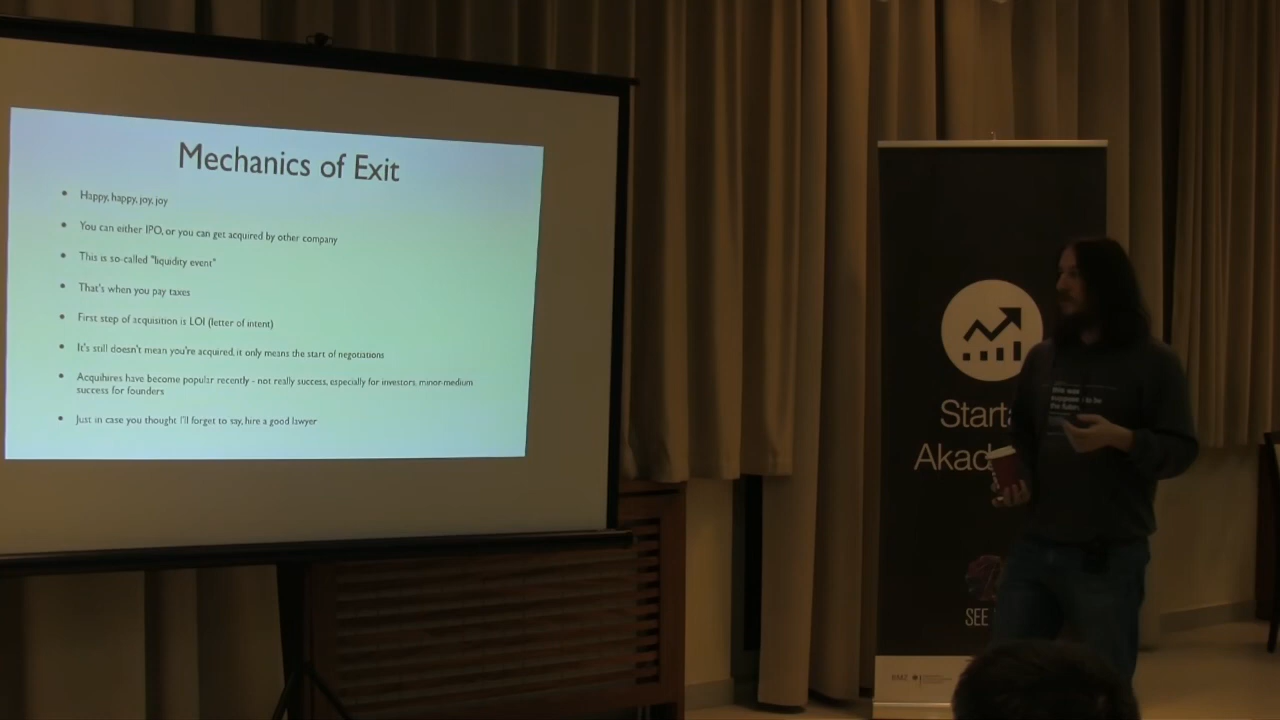 Mechanics of Exit
• Happy, happy, joy, joy
• You can either IPO, or you can get acquired by other company
• This is so-called "liquidity event"
• That's when you pay taxes
• First step of acquisition is LOI (letter of intent)
• It's still doesn't mean you're acquired, it only means the start of negotiations
• Acquihires have become popular recently - not really success, especially for investors, minor-medium
success for founders
• Just in case you thought I'll forget to say, hire a good lawyer
Starta
Akad
SEE